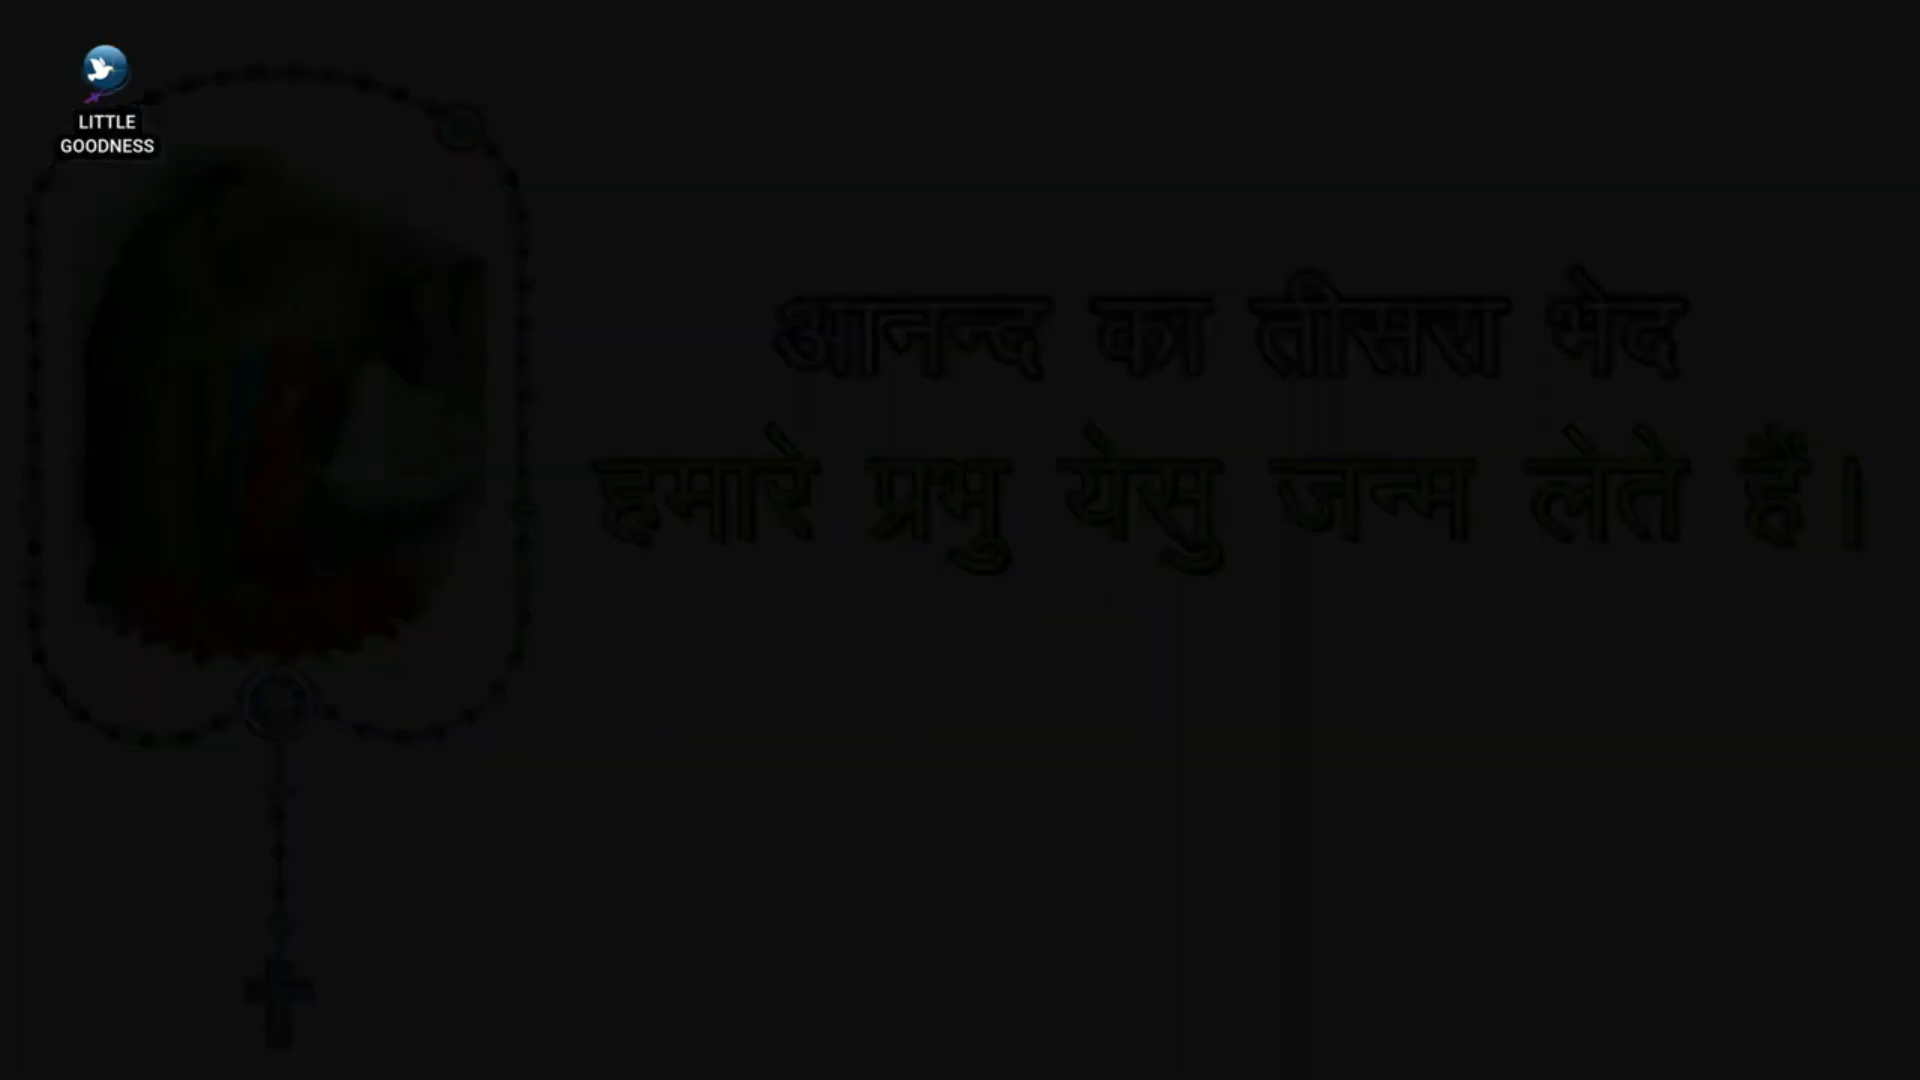 LITTLE
GOODNESS
आनन्द का तीसरा भेद
हमारे प्रभु येसु जन्म लेते हैं।